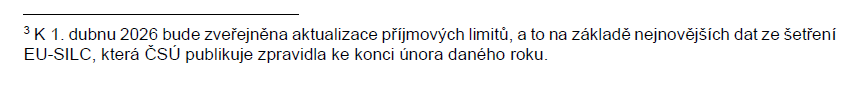 ³ K 1. dubnu 2026 bude zveřejněna aktualizace příjmových limitů, a to na základě nejnovějších dat ze šetření
EU-SILC, která ČSÚ publikuje zpravidla ke konci února daného roku.